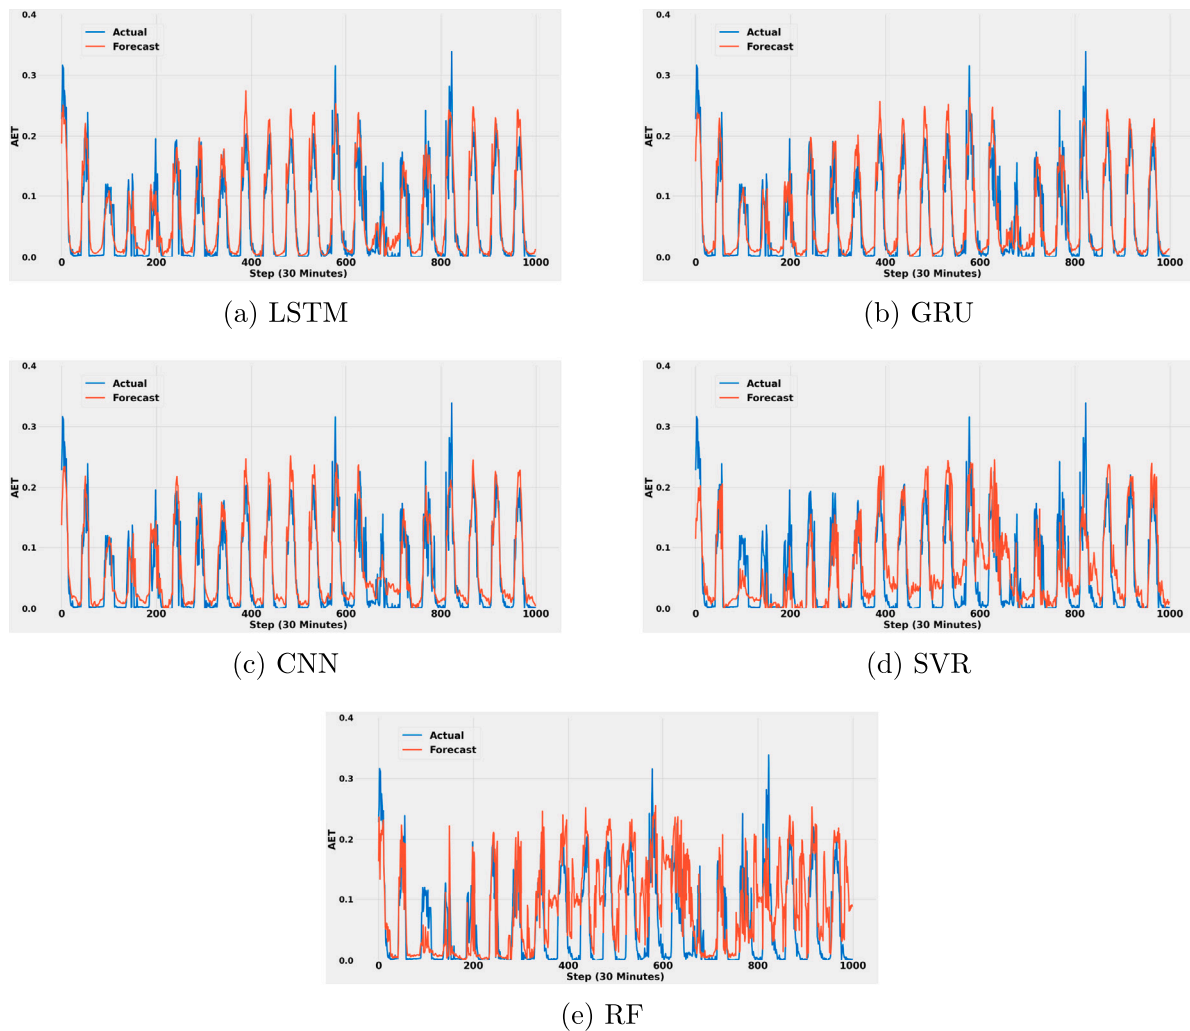 0.4
Actual
Forecast
0.3
0.2
AET
0.1
0.0
0 200 400 600 800 1000
Step (30 Minutes)
(a) LSTM
0.4
Actual
Forecast
0.3
0.2
AET
0.1
0.0
0 200 400 600 800 1000
Step (30 Minutes)
(b) GRU
0.4
Actual
Forecast
0.3
0.2
AET
0.1
0.0
0 200 400 600 800 1000
Step (30 Minutes)
(c) CNN
0.4
Actual
Forecast
0.3
0.2
AET
0.1
0.0
0 200 400 600 800 1000
Step (30 Minutes)
(d) SVR
0.4
Actual
Forecast
0.3
0.2
AET
0.1
0.0
0 200 400 600 800 1000
Step (30 Minutes)
(e) RF